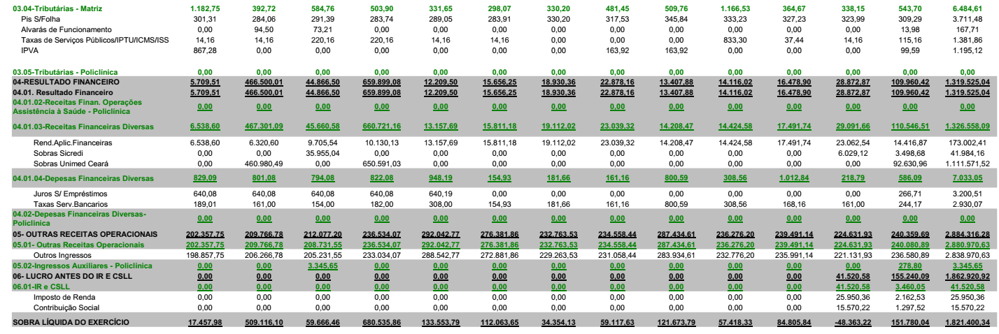 03.04-Tributárias - Matriz 1.182,75 392,72 584,76 503,90 331,65 298,07 330,20 481,45 509,76 1.166,53 364,67 338,15 543,70 6.484,61
Pis S/Folha 301,31 284,06 291,39 283,74 289,05 283,91 330,20 317,53 345,84 333,23 327,23 323,99 309,29 3.711,48
Alvarás de Funcionamento 0,00 94,50 73,21 0,00 0,00 0,00 0,00 0,00 0,00 0,00 0,00 0,00 13,98 167,71
Taxas de Serviços Públicos/IPTU/ICMS/ISS 14,16 14,16 220,16 220,16 14,16 14,16 0,00 0,00 0,00 833,30 37,44 14,16 115,16 1.381,86
IPVA 867,28 0,00 0,00 0,00 0,00 0,00 0,00 163,92 163,92 0,00 0,00 0,00 99,59 1.195,12
03.05-Tributárias - Policlínica 0,00 0,00 0,00 0,00 0,00 0,00 0,00 0,00 0,00 0,00 0,00 0,00 0,00 0,00
04-RESULTADO FINANCEIRO 5.709,51 466.500,01 44.866,50 659.899,08 12.209,50 15.656,25 18.930,36 22.878,16 13.407,88 14.116,02 16.478,90 28.872,87 109.960,42 1.319.525,04
04.01. Resultado Financeiro 5.709,51 466.500,01 44.866,50 659.899,08 12.209,50 15.656,25 18.930,36 22.878,16 13.407,88 14.116,02 16.478,90 28.872,87 109.960,42 1.319.525,04
04.01.02-Receitas Finan. Operações
Assistência à Saúde - Policlínica 0,00 0,00 0,00 0,00 0,00 0,00 0,00 0,00 0,00 0,00 0,00 0,00 0,00 0,00
04.01.03-Receitas Financeiras Diversas 6.538,60 467.301,09 45.660,58 660.721,16 13.157,69 15.811,18 19.112,02 23.039,32 14.208,47 14.424,58 17.491,74 29.091,66 110.546,51 1.326.558,09
Rend.Aplic.Financeiras 6.538,60 6.320,60 9.705,54 10.130,13 13.157,69 15.811,18 19.112,02 23.039,32 14.208,47 14.424,58 17.491,74 23.062,54 14.416,87 173.002,41
Sobras Sicredi 0,00 0,00 35.955,04 0,00 0,00 0,00 0,00 0,00 0,00 0,00 0,00 6.029,12 3.498,68 41.984,16
Sobras Unimed Ceará 0,00 460.980,49 0,00 650.591,03 0,00 0,00 0,00 0,00 0,00 0,00 0,00 0,00 92.630,96 1.111.571,52
04.01.04-Depesas Financeiras Diversas 829,09 801,08 794,08 822,08 948,19 154,93 181,66 161,16 800,59 308,56 1.012,84 218,79 586,09 7.033,05
Juros S/ Empréstimos 640,08 640,08 640,08 640,08 640,19 0,00 0,00 0,00 0,00 0,00 0,00 0,00 266,71 3.200,51
Taxas Serv.Bancarios 189,01 161,00 154,00 182,00 308,00 154,93 181,66 161,16 800,59 308,56 168,16 161,00 244,17 2.930,07
04.02-Depesas Financeiras Diversas-
Policlinica 0,00 0,00 0,00 0,00 0,00 0,00 0,00 0,00 0,00 0,00 0,00 0,00 0,00 0,00
05- OUTRAS RECEITAS OPERACIONAIS 202.357,75 209.766,78 212.077,20 236.534,07 292.042,77 276.381,86 232.763,53 234.558,44 287.434,61 236.276,20 239.491,14 224.631,93 240.359,69 2.884.316,28
05.01- Outras Receitas Operacionais 202.357,75 209.766,78 208.731,55 236.534,07 292.042,77 276.381,86 232.763,53 234.558,44 287.434,61 236.276,20 239.491,14 224.631,93 240.080,89 2.880.970,63
Outros Ingressos 198.857,75 206.266,78 205.231,55 233.034,07 288.542,77 272.881,86 229.263,53 231.058,44 283.934,61 232.776,20 235.991,14 221.131,93 236.580,89 2.838.970,63
05.02-Ingressos Auxiliares - Policlínica 0,00 0,00 3.345,65 0,00 0,00 0,00 0,00 0,00 0,00 0,00 0,00 0,00 278,80 3.345,65
06- LUCRO ANTES DO IR E CSLL 0,00 0,00 0,00 0,00 0,00 0,00 0,00 0,00 0,00 0,00 0,00 41.520,58 155.240,09 1.862.920,92
06.01-IR e CSLL 0,00 0,00 0,00 0,00 0,00 0,00 0,00 0,00 0,00 0,00 0,00 41.520,58 3.460,05 41.520,58
Imposto de Renda 0,00 0,00 0,00 0,00 0,00 0,00 0,00 0,00 0,00 0,00 0,00 25.950,36 2.162,53 25.950,36
Contribuição Social 0,00 0,00 0,00 0,00 0,00 0,00 0,00 0,00 0,00 0,00 0,00 15.570,22 1.297,52 15.570,22
SOBRA LÍQUIDA DO EXERCÍCIO 17.457,98 509.116,10 59.666,46 680.535,86 133.553,79 112.063,65 34.354,13 59.117,63 121.673,79 57.418,33 84.805,84 -48.363,22 151.780,04 1.821.400,34